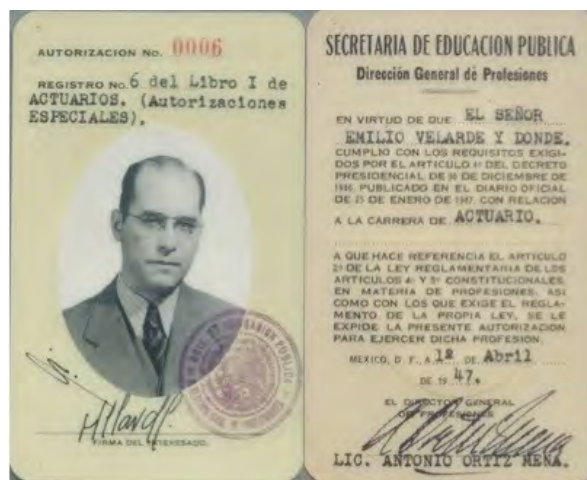 AUTORIZACION No. 0006
REGISTRO No. 6 del Libro I de
ACTUARIOS. (Autorizaciones
ESPECIALES).
FIRMA DEL INTERESADO.
SECRETARIA DE EDUCACION PUBLICA
Dirección General de Profesiones
EN VIRTUD DE QUE EL SEÑOR
EMILIO VELARDE Y DONDE.
CUMPLIO CON LOS REQUISITOS EXIGI-
DOS POR EL ARTICULO DEL DECRETO
PRESIDENCIAL DE DE DICIEMBRE DE
1946, PUBLICADO EN EL DIARIO OFICIAL
DE 25 DE ENERO DE 1947, CON RELACION
A LA CARRERA DE ACTUARIO.
A QUE HACE REFERENCIA EL ARTICULO
2º DE LA LEY REGLAMENTARIA DE LOS
ARTICULOS 4º Y 5º CONSTITUCIONALES,
EN MATERIA DE PROFESIONES, ASI
COMO CON LOS QUE EXIGE EL REGLA-
MENTO DE LA PROPIA LEY, SE LE
EXPIDE LA PRESENTE AUTORIZACION
PARA EJERCER DICHA PROFESION.
MEXICO, D. F., A 1º DE Abril
DE 19 47.
EL DIRECTOR GENERAL
DE PROFESIONES
LIC. ANTONIO ORTIZ MENA.